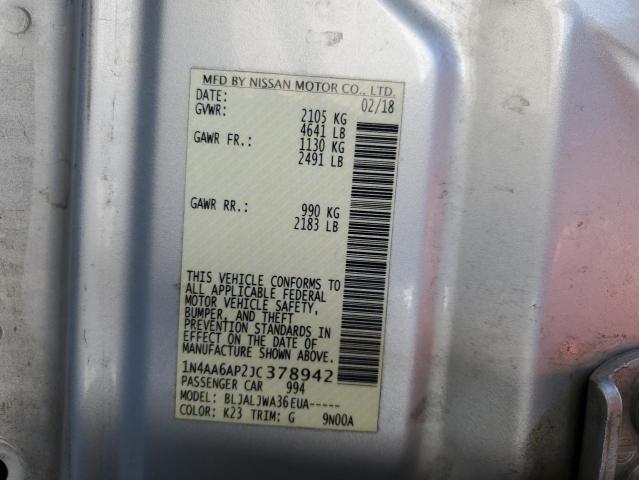 MFD BY NISSAN MOTOR CO., LTD.
DATE: 02/18
GVWR: 2105 KG
4641 LB
GAWR FR.: 1130 KG
2491 LB
GAWR RR.: 990 KG
2183 LB
THIS VEHICLE CONFORMS TO
ALL APPLICABLE FEDERAL
MOTOR VEHICLE SAFETY,
BUMPER, AND THEFT
PREVENTION STANDARDS IN
EFFECT ON THE DATE OF
MANUFACTURE SHOWN ABOVE.
1N4AA6AP2JC378942
PASSENGER CAR 994
MODEL: BLJALJWA36EUA-----
COLOR: K23 TRIM: G 9N00A